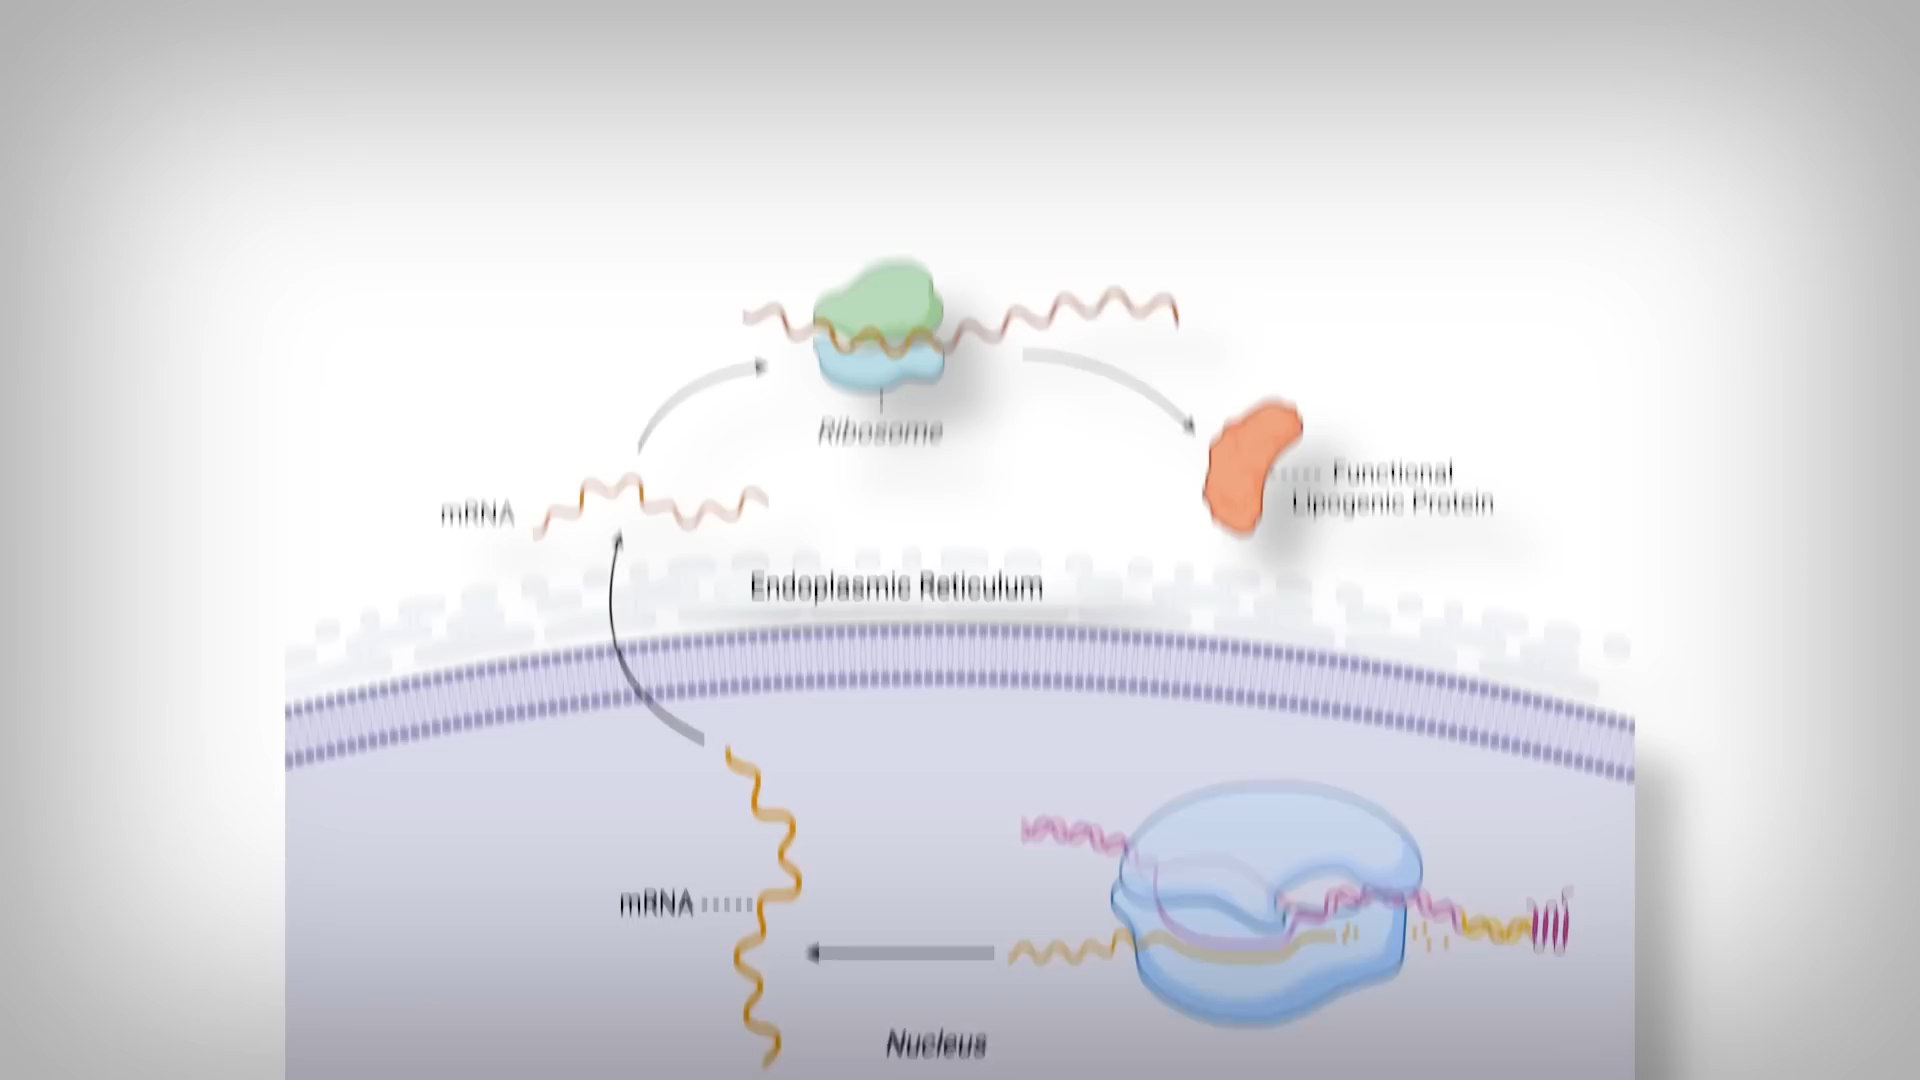 Ribosome
Functional
Lipogenic Protein
mRNA
Endoplasmic Reticulum
mRNA
Nucleus